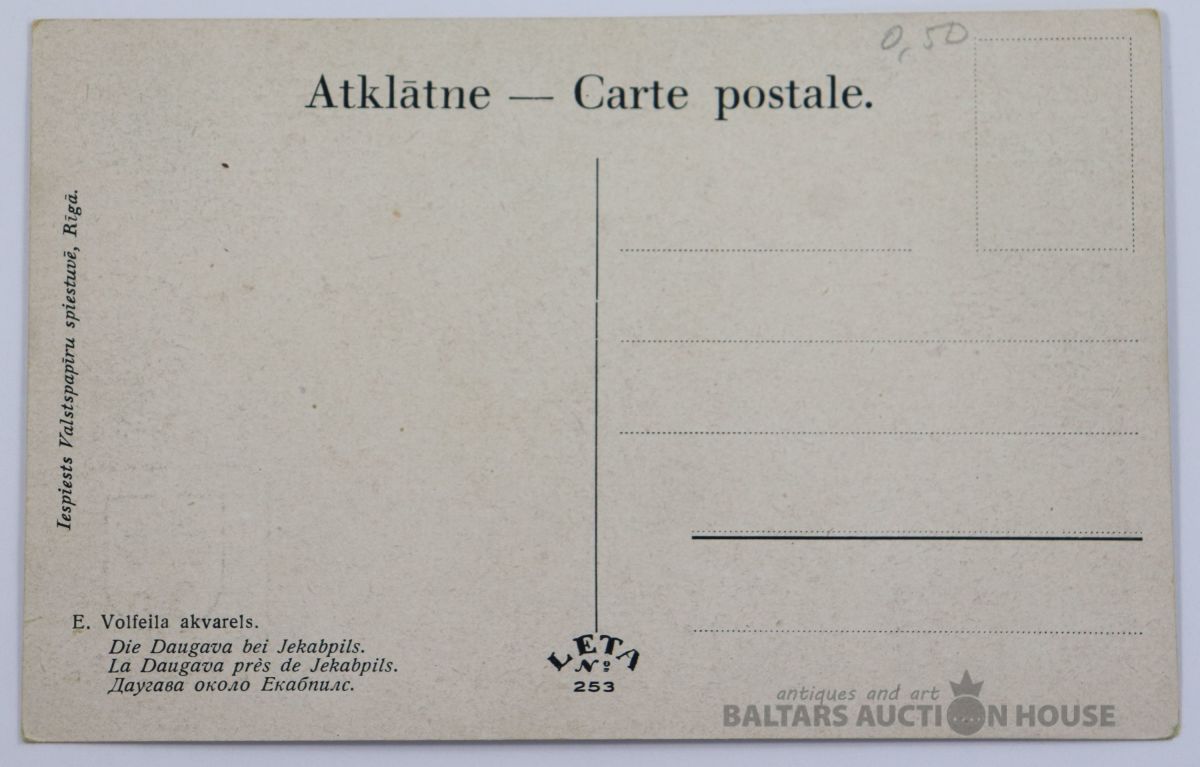 0,50
Atklātne — Carte postale.
Iespiests Valstspapīru spiestuvē, Rīgā.
E. Volfeila akvarels.
Die Daugava bei Jekabpils.
La Daugava près de Jekabpils.
Даугава около Екабпилс.
LETA
№
253
antiques and art
BALTARS AUCTION HOUSE